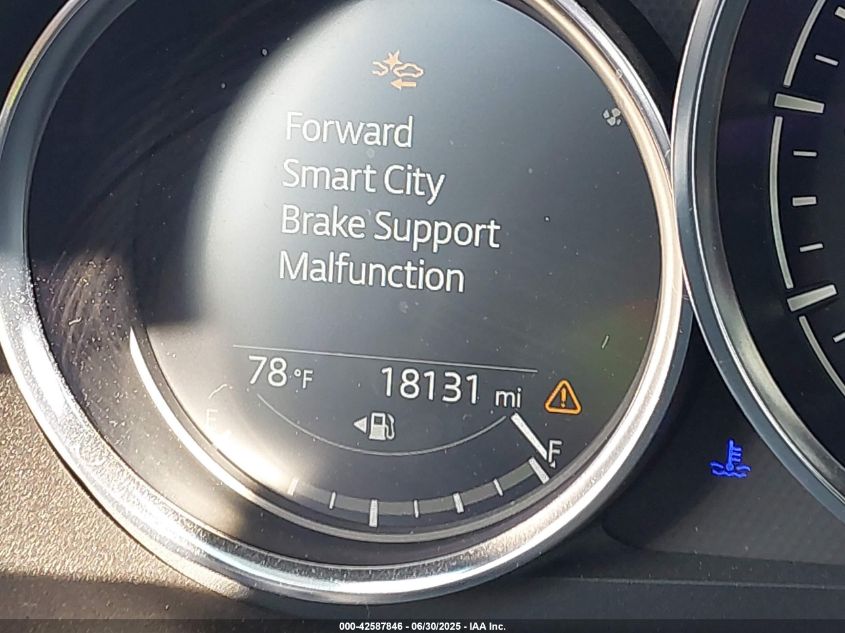 Forward
Smart City
Brake Support
Malfunction
78 °F 18131 mi
E F
000-42587846 - 06/30/2025 - IAA Inc.